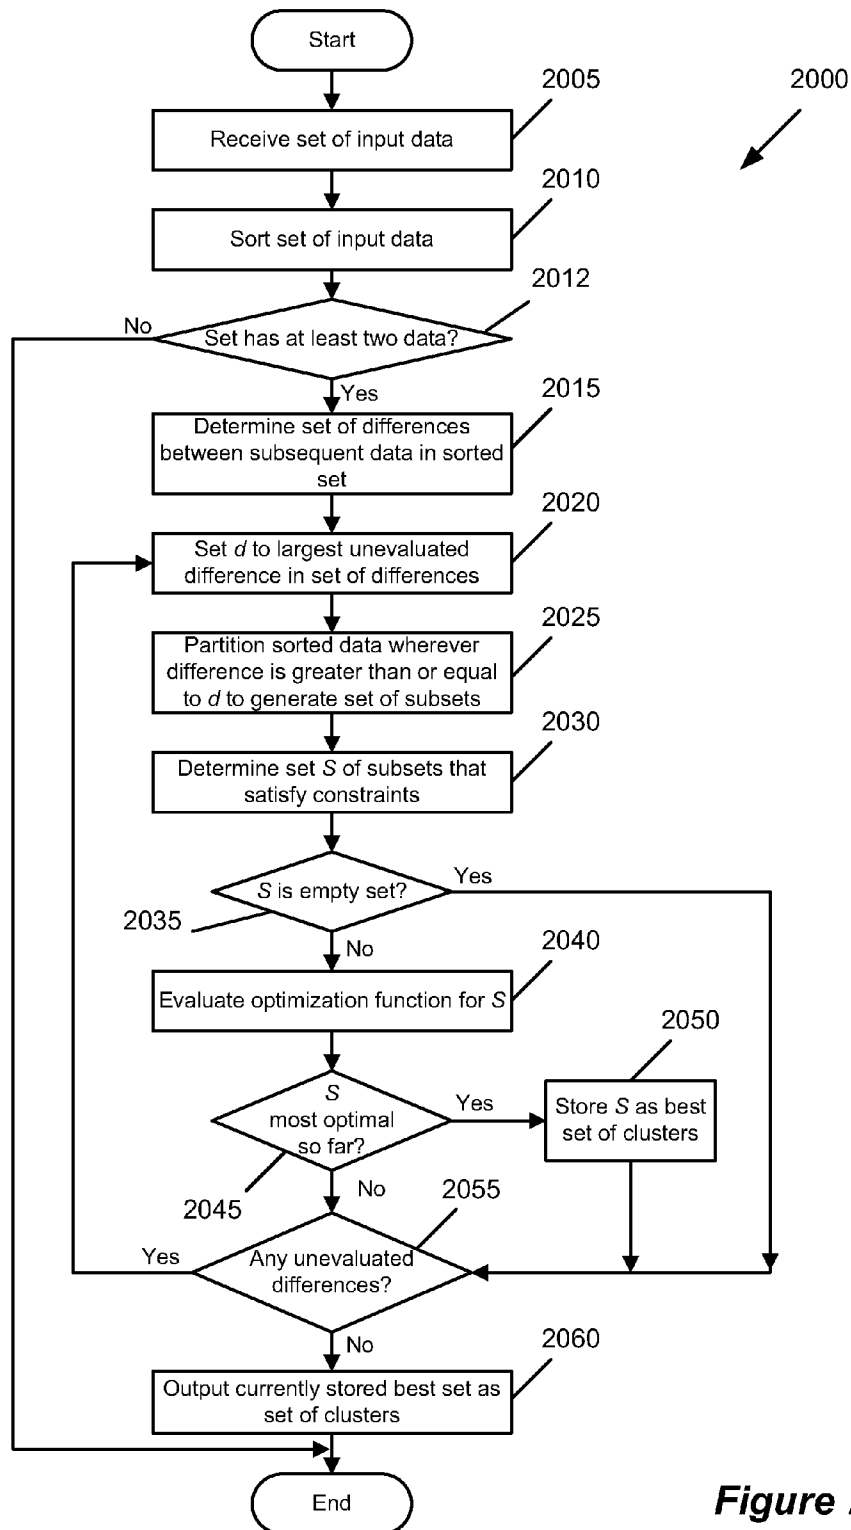 Start
2005
2000
Receive set of input data
2010
Sort set of input data
2012
No
Set has at least two data?
Yes
2015
Determine set of differences
between subsequent data in sorted
set
2020
Set d to largest unevaluated
difference in set of differences
2025
Partition sorted data wherever
difference is greater than or equal
to d to generate set of subsets
2030
Determine set S of subsets that
satisfy constraints
S is empty set?
Yes
2035
No
2040
Evaluate optimization function for S
2050
S
most optimal
so far?
Yes
Store S as best
set of clusters
2045
No
2055
Yes
Any unevaluated
differences?
No
2060
Output currently stored best set as
set of clusters
End
Figure